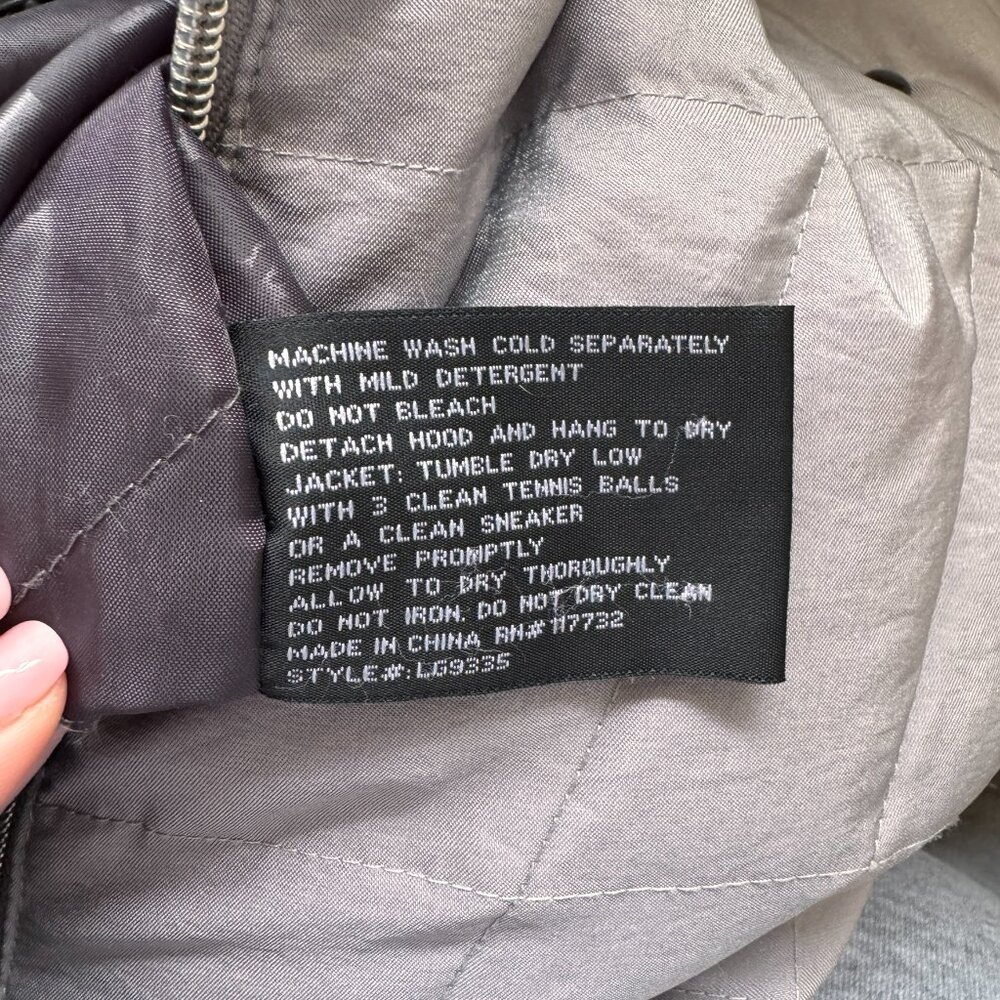 MACHINE WASH COLD SEPARATELY
WITH MILD DETERGENT
DO NOT BLEACH
DETACH HOOD AND HANG TO DRY
JACKET: TUMBLE DRY LOW
WITH 3 CLEAN TENNIS BALLS
OR A CLEAN SNEAKER
REMOVE PROMPTLY
ALLOW TO DRY THOROUGHLY
DO NOT IRON. DO NOT DRY CLEAN
MADE IN CHINA RN# 117732
STYLE#: LG9335